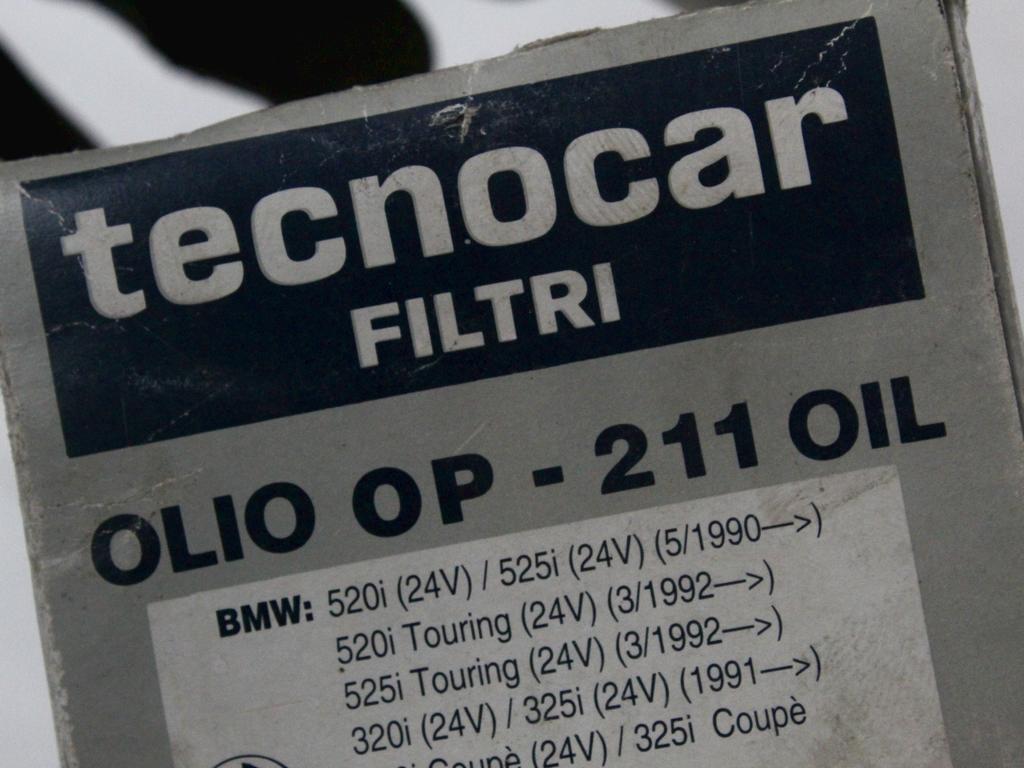 tecnocar
FILTRI
OLIO OP - 211 OIL
BMW: 520i (24V) / 525i (24V) (5/1990—>)
520i Touring (24V) (3/1992—>)
525i Touring (24V) (3/1992—>)
320i (24V) / 325i (24V) (1991—>)
Coupè (24V) / 325i Coupè